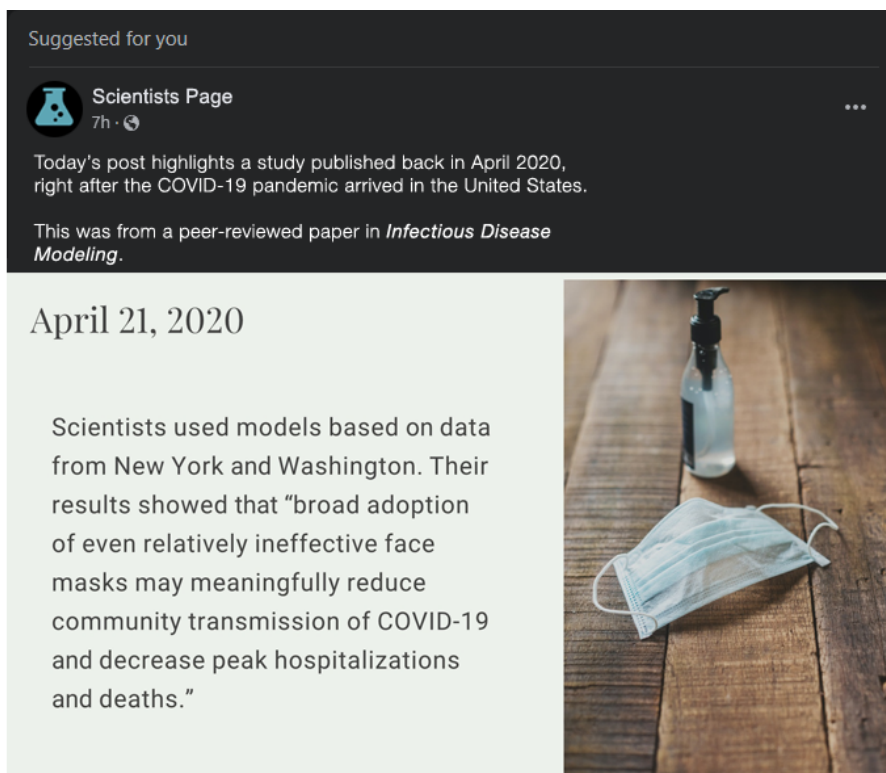 Suggested for you
Scientists Page
7h ·
Today’s post highlights a study published back in April 2020,
right after the COVID-19 pandemic arrived in the United States.
This was from a peer-reviewed paper in Infectious Disease
Modeling.
April 21, 2020
Scientists used models based on data
from New York and Washington. Their
results showed that “broad adoption
of even relatively ineffective face
masks may meaningfully reduce
community transmission of COVID-19
and decrease peak hospitalizations
and deaths.”